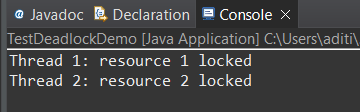 @ Javadoc Declaration Console
TestDeadlockDemo [Java Application] C:\Users\aditi\
Thread 1: resource 1 locked
Thread 2: resource 2 locked